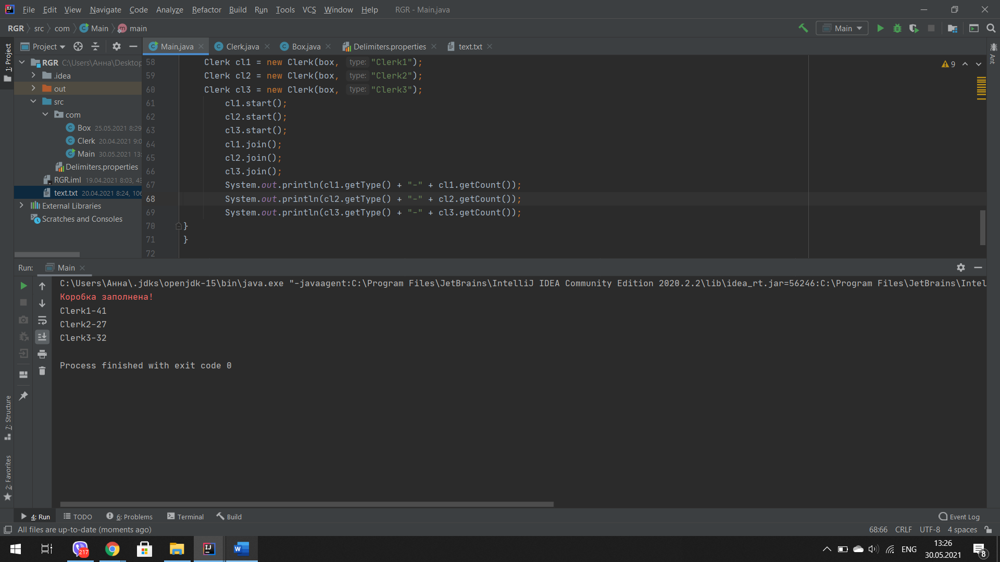 File Edit View Navigate Code Analyze Refactor Build Run Tools VCS Window Help RGR - Main.java
RGR src com Main main
Main
1: Project
Project
Main.java Clerk.java Box.java Delimiters.properties text.txt
Ant
RGR C:\Users\Анна\Desktop
.idea
out
src
com
Box 25.05.2021 8:29
Clerk 20.04.2021 9:0
Main 30.05.2021 13:
Delimiters.properties
RGR.iml 19.04.2021 8:03, 43
text.txt 20.04.2021 8:24, 106
External Libraries
Scratches and Consoles
9
58 Clerk cl1 = new Clerk(box, type: "Clerk1");
59 Clerk cl2 = new Clerk(box, type: "Clerk2");
60 Clerk cl3 = new Clerk(box, type: "Clerk3");
61 cl1.start();
62 cl2.start();
63 cl3.start();
64 cl1.join();
65 cl2.join();
66 cl3.join();
67 System.out.println(cl1.getType() + "-" + cl1.getCount());
68 System.out.println(cl2.getType() + "-" + cl2.getCount());
69 System.out.println(cl3.getType() + "-" + cl3.getCount());
70 }
71 }
72
Run: Main
C:\Users\Анна\.jdks\openjdk-15\bin\java.exe "-javaagent:C:\Program Files\JetBrains\IntelliJ IDEA Community Edition 2020.2.2\lib\idea_rt.jar=56246:C:\Program Files\JetBrains\Intel
Коробка заполнена!
Clerk1-41
Clerk2-27
Clerk3-32
Process finished with exit code 0
7: Structure
2: Favorites
4: Run TODO 6: Problems Terminal Build Event Log
All files are up-to-date (moments ago) 68:66 CRLF UTF-8 4 spaces
217
ENG
13:26
30.05.2021
8